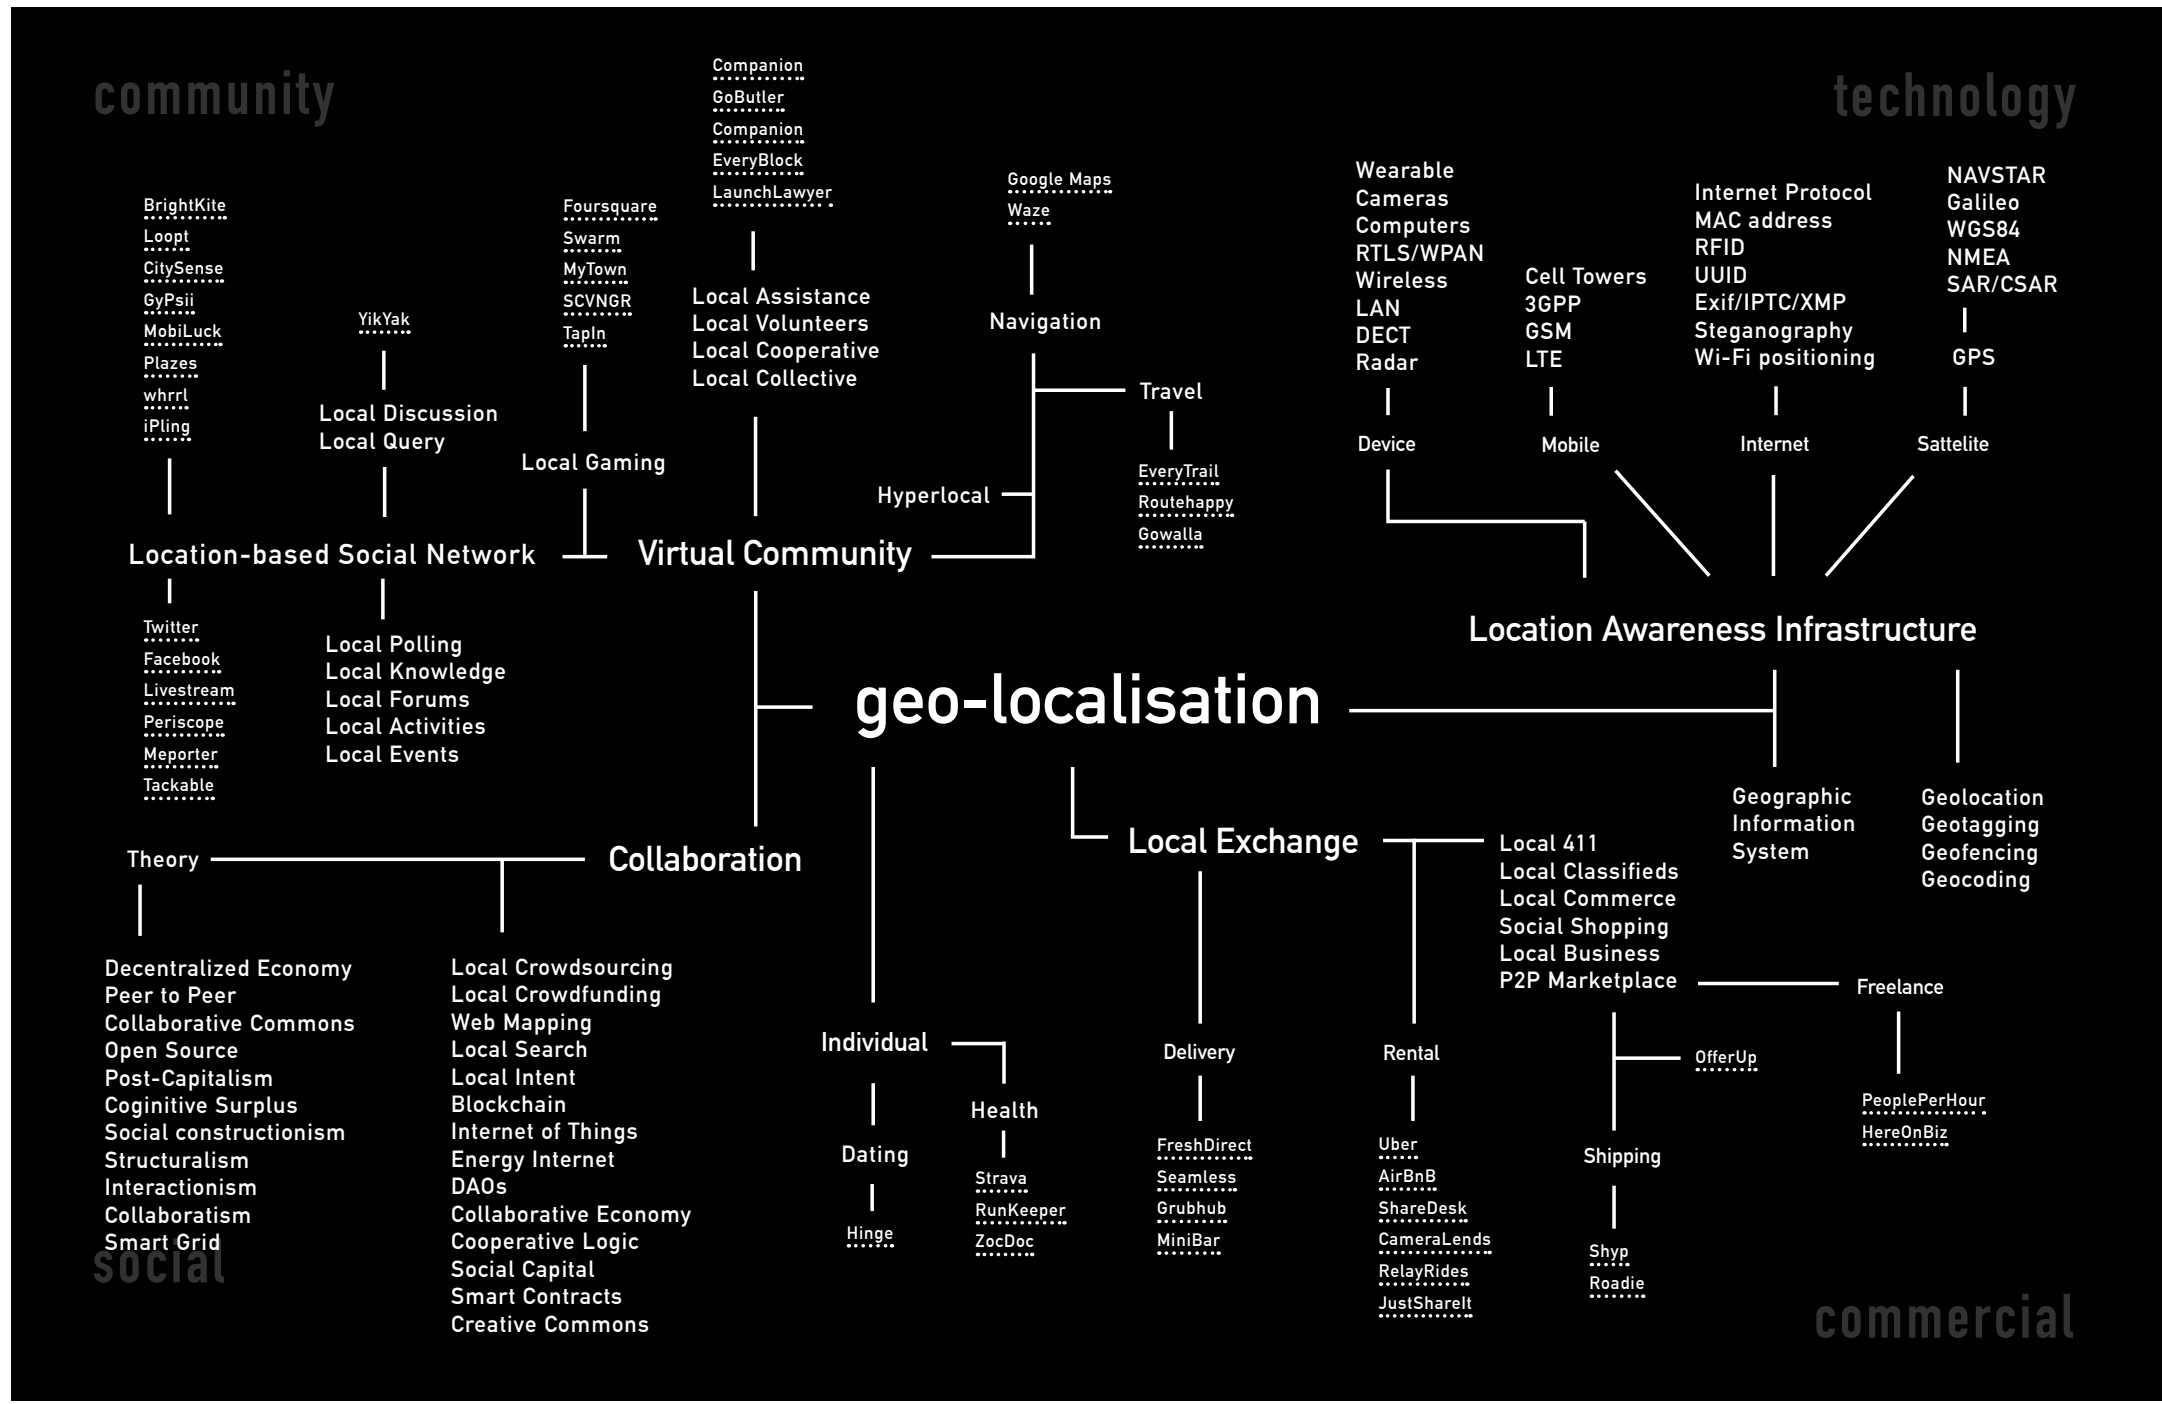 community
technology
Companion
GoButler
Companion
EveryBlock
LaunchLawyer
BrightKite
Loopt
CitySense
GyPsii
MobiLuck
Plazes
whrrl
iPling
YikYak
Local Discussion
Local Query
Foursquare
Swarm
MyTown
SCVNGR
TapIn
Local Gaming
Local Assistance
Local Volunteers
Local Cooperative
Local Collective
Google Maps
Waze
Navigation
Travel
EveryTrail
Routehappy
Gowalla
Hyperlocal
Wearable
Cameras
Computers
RTLS/WPAN
Wireless
LAN
DECT
Radar
Device
Cell Towers
3GPP
GSM
LTE
Mobile
Internet Protocol
MAC address
RFID
UUID
Exif/IPTC/XMP
Steganography
Wi-Fi positioning
Internet
NAVSTAR
Galileo
WGS84
NMEA
SAR/CSAR
GPS
Sattelite
Location-based Social Network
Virtual Community
Location Awareness Infrastructure
Twitter
Facebook
Livestream
Periscope
Meporter
Tackable
Local Polling
Local Knowledge
Local Forums
Local Activities
Local Events
geo-localisation
Geographic
Information
System
Geolocation
Geotagging
Geofencing
Geocoding
Theory
Collaboration
Local Exchange
Local 411
Local Classifieds
Local Commerce
Social Shopping
Local Business
P2P Marketplace
Freelance
PeoplePerHour
HereOnBiz
Decentralized Economy
Peer to Peer
Collaborative Commons
Open Source
Post-Capitalism
Coginitive Surplus
Social constructionism
Structuralism
Interactionism
Collaboratism
Smart Grid
Local Crowdsourcing
Local Crowdfunding
Web Mapping
Local Search
Local Intent
Blockchain
Internet of Things
Energy Internet
DAOs
Collaborative Economy
Cooperative Logic
Social Capital
Smart Contracts
Creative Commons
Individual
Health
Dating
Hinge
Strava
RunKeeper
ZocDoc
Delivery
FreshDirect
Seamless
Grubhub
MiniBar
Rental
Uber
AirBnB
ShareDesk
CameraLends
RelayRides
JustShareIt
OfferUp
Shipping
Shyp
Roadie
social
commercial